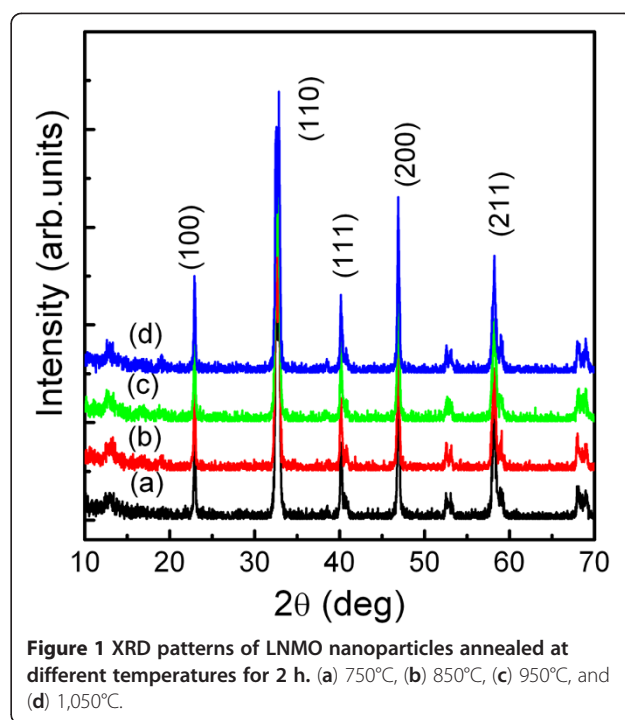 Intensity (arb.units)
(100)
(110)
(111)
(200)
(211)
(d)
(c)
(b)
(a)
10 20 30 40 50 60 70
2θ (deg)
Figure 1 XRD patterns of LNMO nanoparticles annealed at
different temperatures for 2 h. (a) 750°C, (b) 850°C, (c) 950°C, and
(d) 1,050°C.